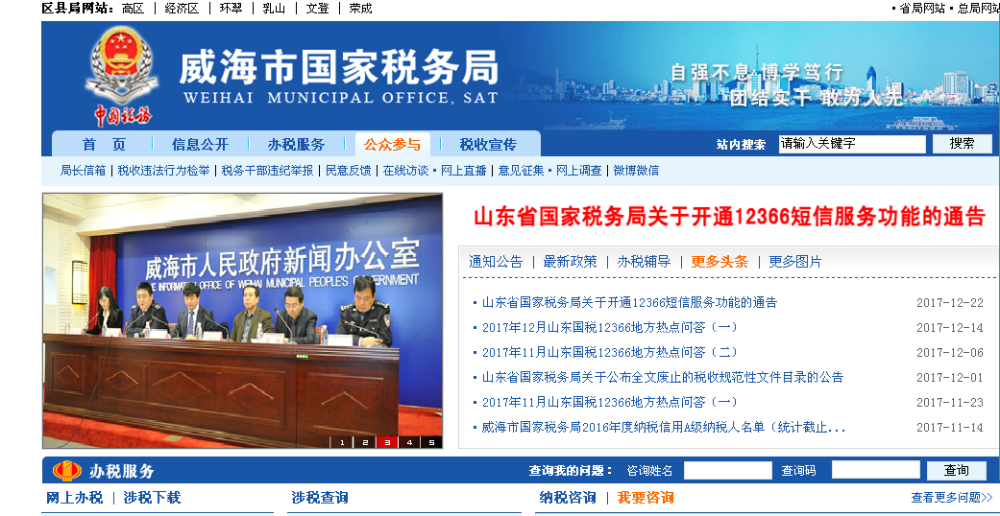 区县局网站: 高区 | 经济区 | 环翠 | 乳山 | 文登 | 荣成
• 省局网站 • 总局网站
威海市国家税务局
WEIHAI MUNICIPAL OFFICE, SAT
中国税务
自强不息 博学笃行
团结实干 敢为人先
首 页 | 信息公开 | 办税服务 | 公众参与 | 税收宣传
站内搜索 请输入关键字 搜索
局长信箱 | 税收违法行为检举 | 税务干部违纪举报 | 民意反馈 | 在线访谈 • 网上直播 | 意见征集 • 网上调查 | 微博微信
威海市人民政府新闻办公室
THE INFORMATION OFFICE OF WEIHAI MUNICIPAL PEOPLE'S GOVERNMENT
1 2 3 4 5
山东省国家税务局关于开通12366短信服务功能的通告
通知公告 | 最新政策 | 办税辅导 | 更多头条 | 更多图片
• 山东省国家税务局关于开通12366短信服务功能的通告 2017-12-22
• 2017年12月山东国税12366地方热点问答（一） 2017-12-14
• 2017年11月山东国税12366地方热点问答（二） 2017-12-06
• 山东省国家税务局关于公布全文废止的税收规范性文件目录的公告 2017-12-01
• 2017年11月山东国税12366地方热点问答（一） 2017-11-23
• 威海市国家税务局2016年度纳税信用A级纳税人名单（统计截止... 2017-11-14
办税服务
查询我的问题： 咨询姓名 查询码 查询
网上办税 | 涉税下载
涉税查询
纳税咨询 | 我要咨询
查看更多问题>>